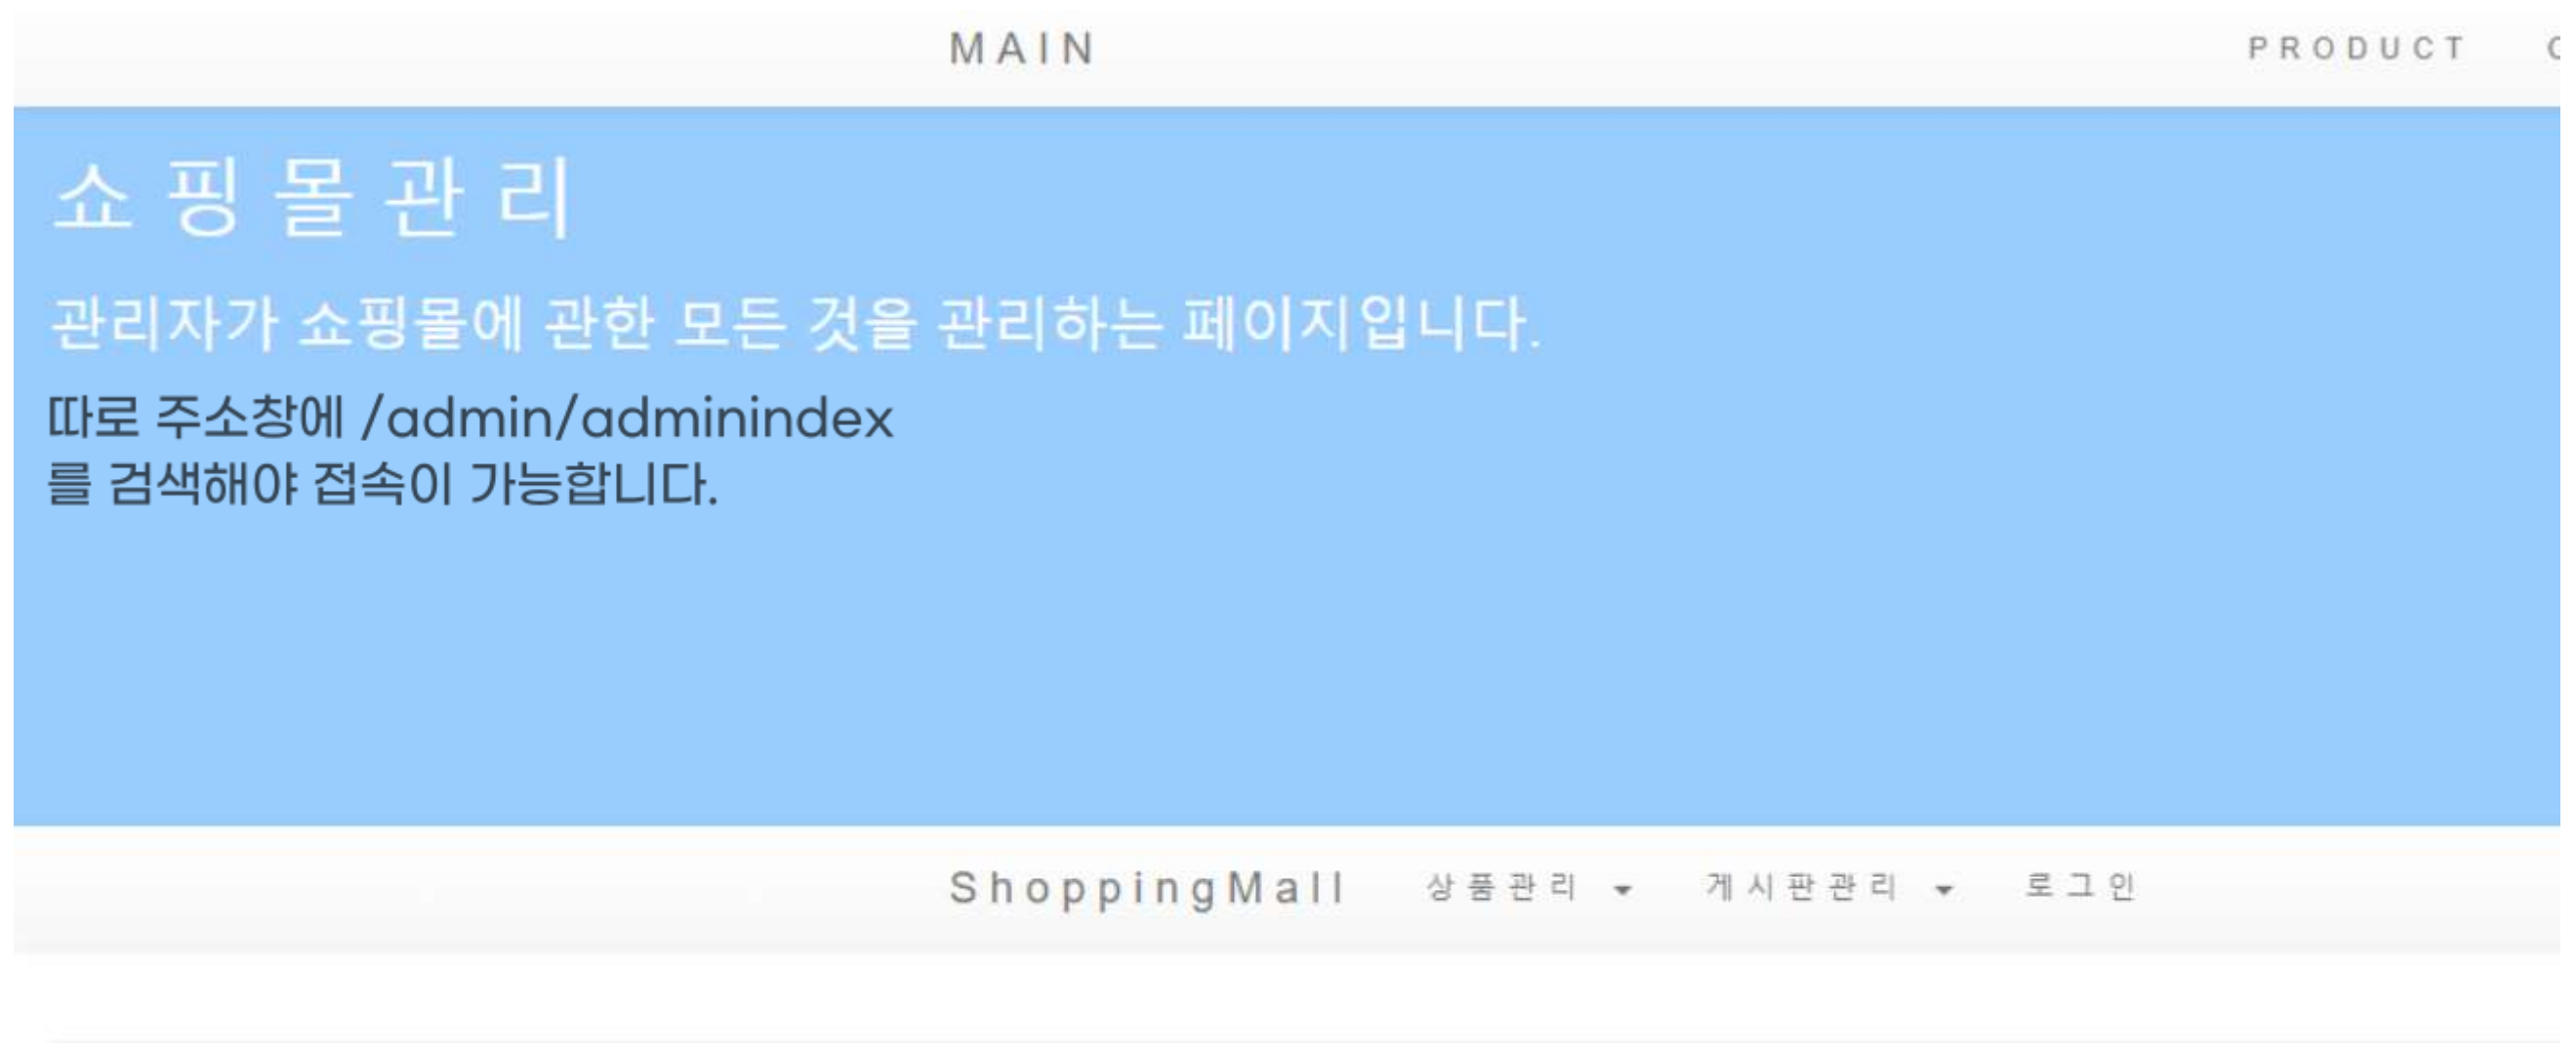 MAIN PRODUCT
쇼핑몰관리
관리자가 쇼핑몰에 관한 모든 것을 관리하는 페이지입니다.
따로 주소창에 /admin/adminindex
를 검색해야 접속이 가능합니다.
ShoppingMall 상품관리 게시판관리 로그인